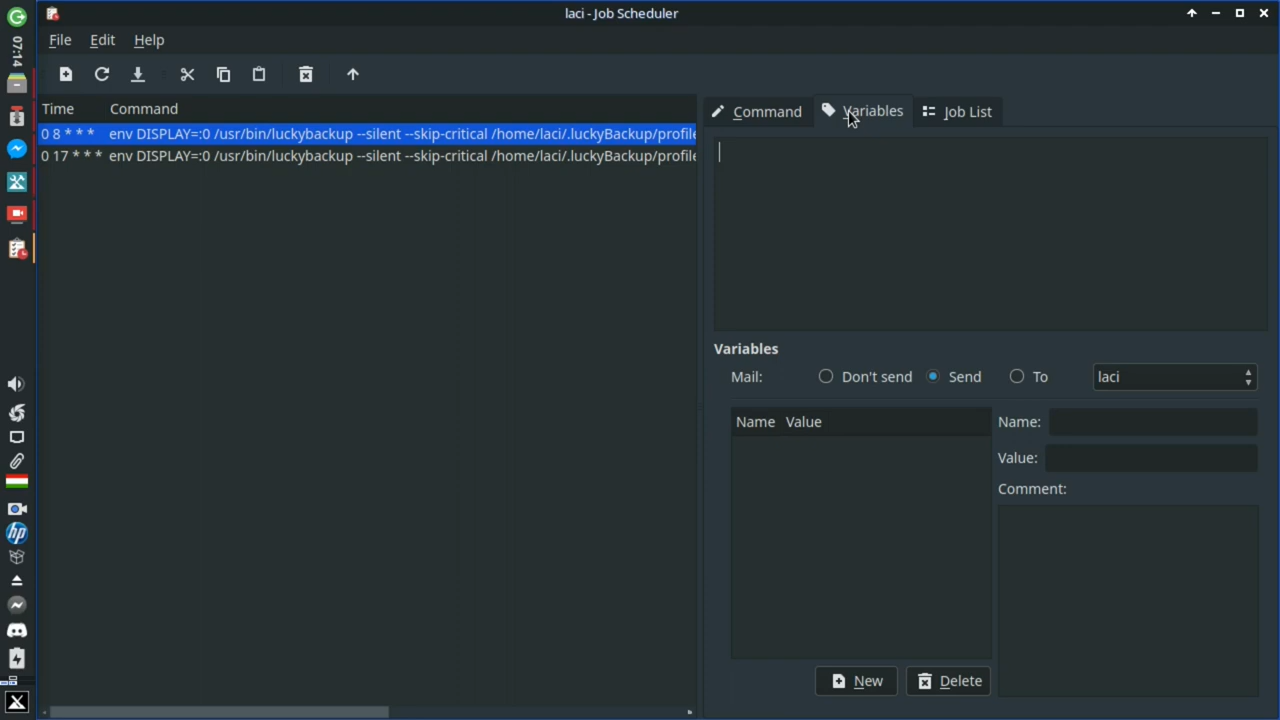 laci - Job Scheduler
07:14
File Edit Help
Time Command
0 8 * * * env DISPLAY=:0 /usr/bin/luckybackup --silent --skip-critical /home/laci/.luckyBackup/profile
0 17 * * * env DISPLAY=:0 /usr/bin/luckybackup --silent --skip-critical /home/laci/.luckyBackup/profile
Command Variables Job List
Variables
Mail: Don't send Send To laci
Name Value
Name:
Value:
Comment:
New Delete
hp